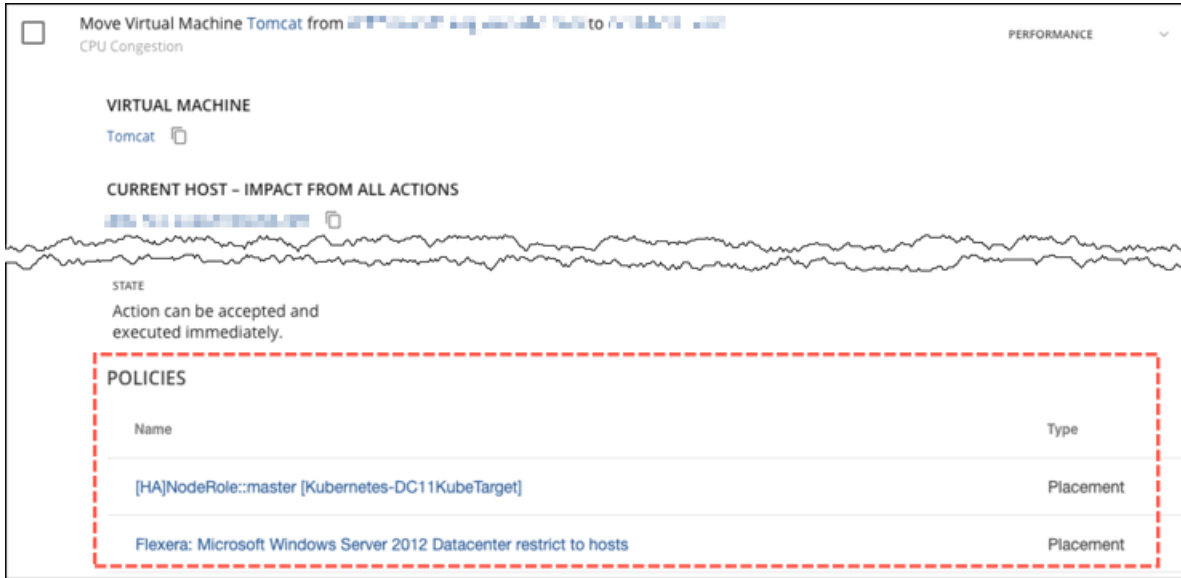 Move Virtual Machine Tomcat from to
PERFORMANCE
CPU Congestion
VIRTUAL MACHINE
Tomcat
CURRENT HOST – IMPACT FROM ALL ACTIONS
STATE
Action can be accepted and
executed immediately.
POLICIES
Name Type
[HA]NodeRole::master [Kubernetes-DC11KubeTarget] Placement
Flexera: Microsoft Windows Server 2012 Datacenter restrict to hosts Placement